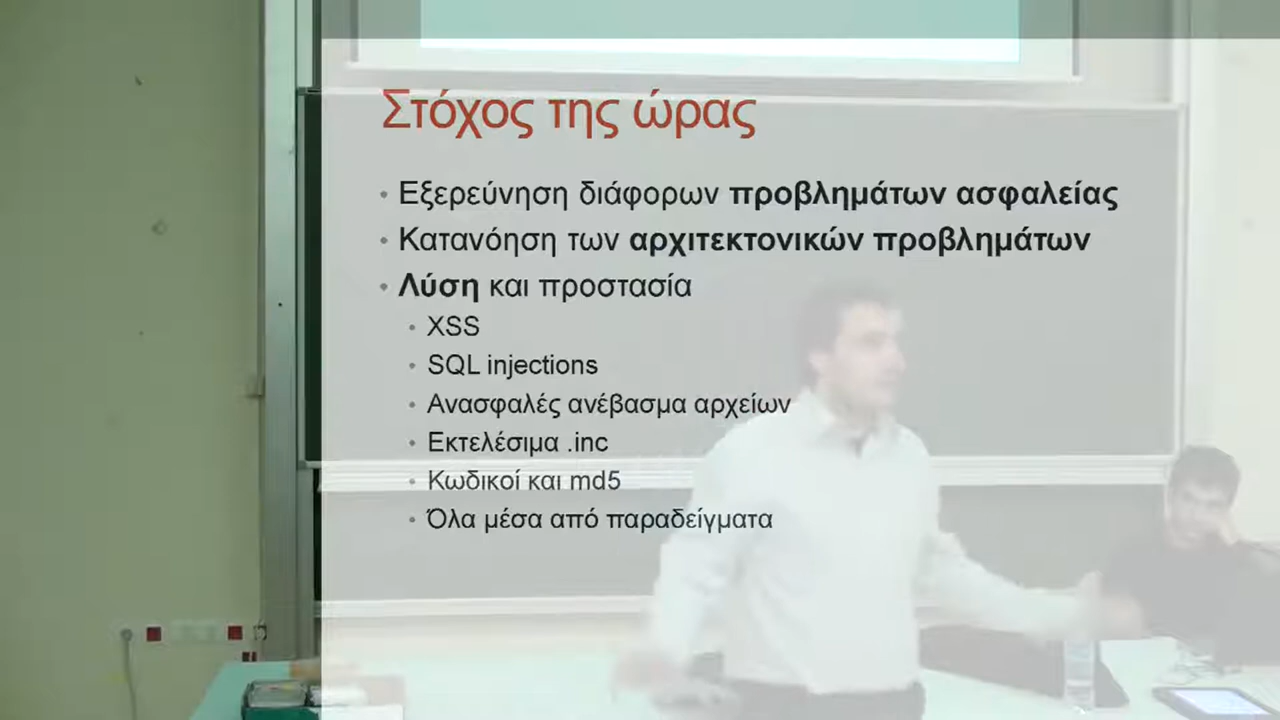 Στόχος της ώρας
• Εξερεύνηση διάφορων προβλημάτων ασφαλείας
• Κατανόηση των αρχιτεκτονικών προβλημάτων
• Λύση και προστασία
• XSS
• SQL injections
• Ανασφαλές ανέβασμα αρχείων
• Εκτελέσιμα .inc
• Κωδικοί και md5
• Όλα μέσα από παραδείγματα